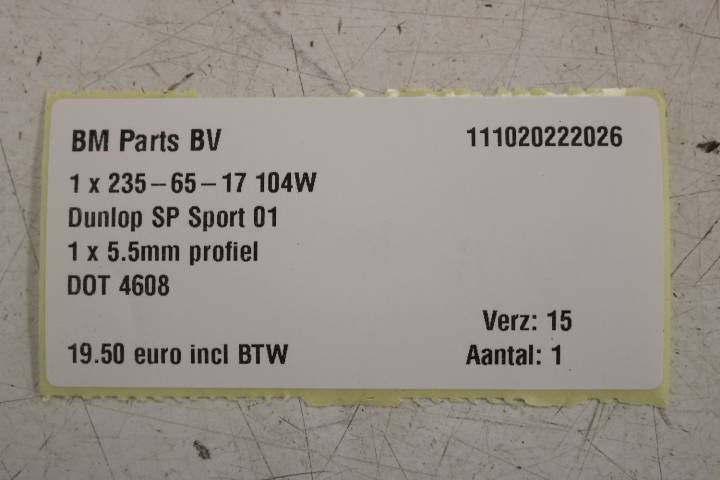 BM Parts BV 111020222026
1 x 235-65-17 104W
Dunlop SP Sport 01
1 x 5.5mm profiel
DOT 4608
Verz: 15
19.50 euro incl BTW Aantal: 1